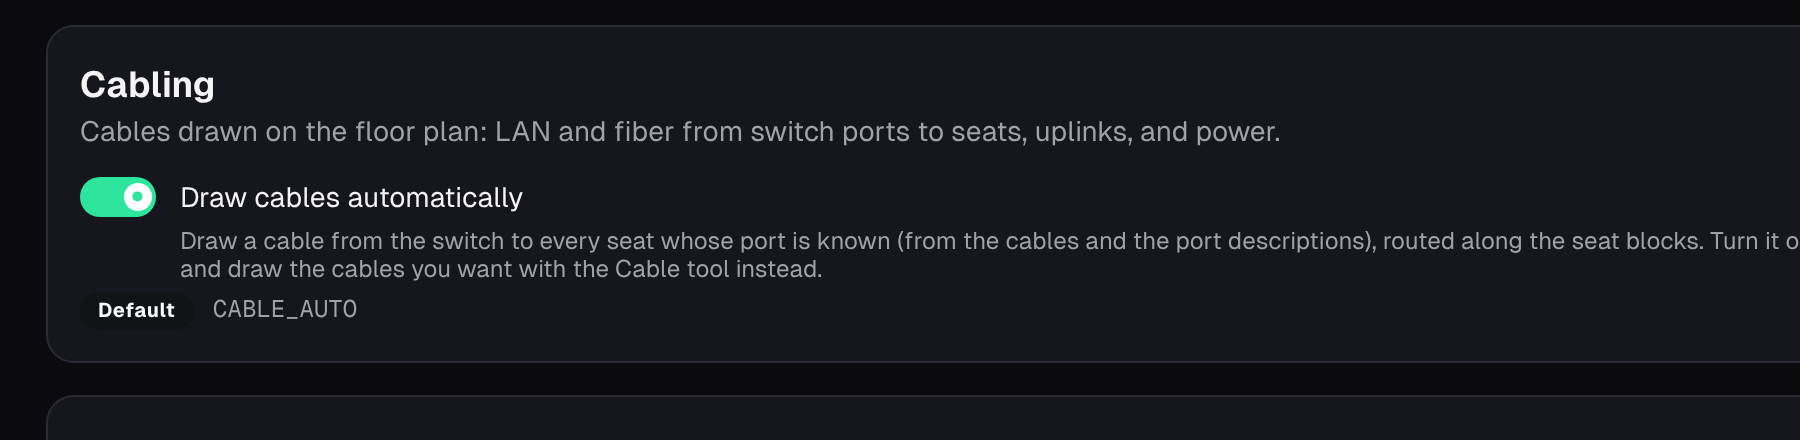 Cabling
Cables drawn on the floor plan: LAN and fiber from switch ports to seats, uplinks, and power.
Draw cables automatically
Draw a cable from the switch to every seat whose port is known (from the cables and the port descriptions), routed along the seat blocks. Turn it
and draw the cables you want with the Cable tool instead.
Default CABLE_AUTO